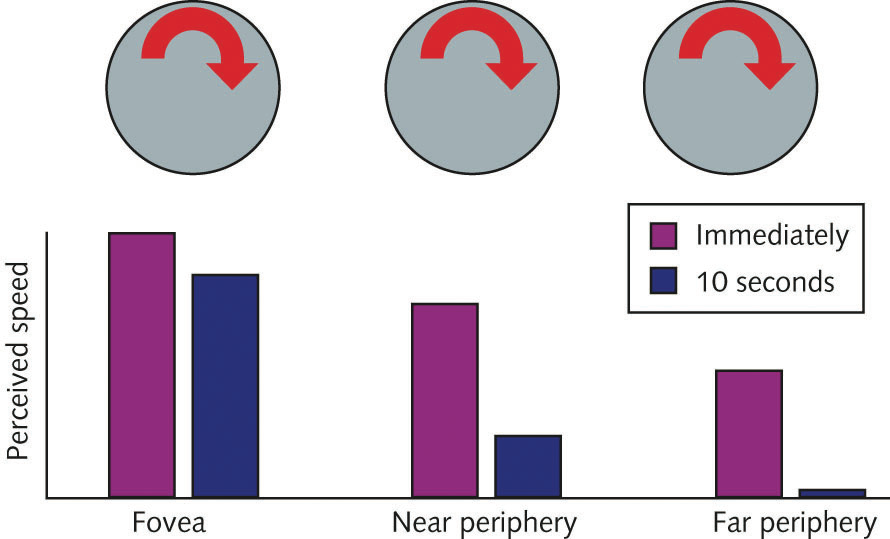 Immediately
10 seconds
Perceived speed
Fovea
Near periphery
Far periphery